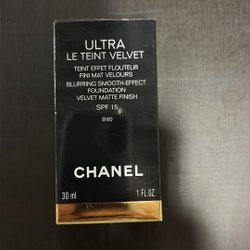 ULTRA
LE TEINT VELVET
TEINT EFFET FLOUTEUR
FINI MAT VELOURS
BLURRING SMOOTH-EFFECT
FOUNDATION
VELVET MATTE FINISH
SPF 15
B60
CHANEL
30 ml 1 FL.OZ.